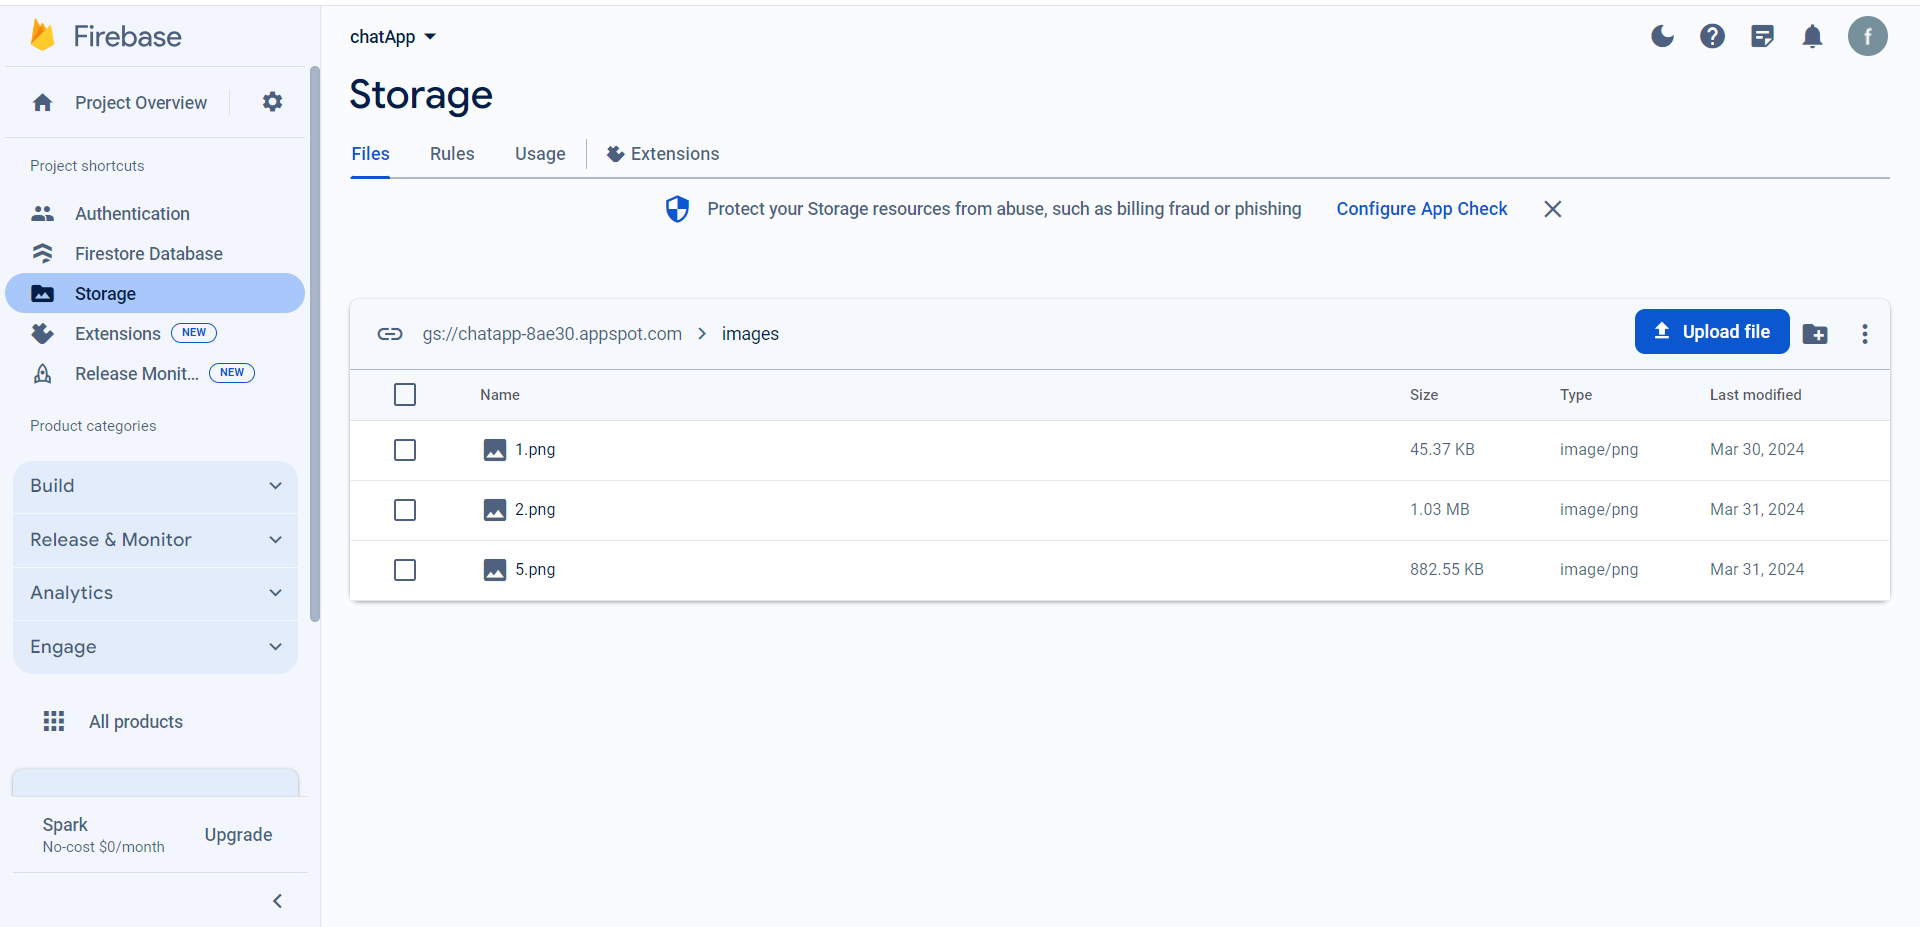 Firebase
chatApp
f
Project Overview
Storage
Files Rules Usage Extensions
Project shortcuts
Authentication
Firestore Database
Storage
Extensions NEW
Release Monit... NEW
Protect your Storage resources from abuse, such as billing fraud or phishing Configure App Check
gs://chatapp-8ae30.appspot.com images Upload file
Name Size Type Last modified
1.png 45.37 KB image/png Mar 30, 2024
2.png 1.03 MB image/png Mar 31, 2024
5.png 882.55 KB image/png Mar 31, 2024
Product categories
Build
Release & Monitor
Analytics
Engage
All products
Spark
No-cost $0/month
Upgrade